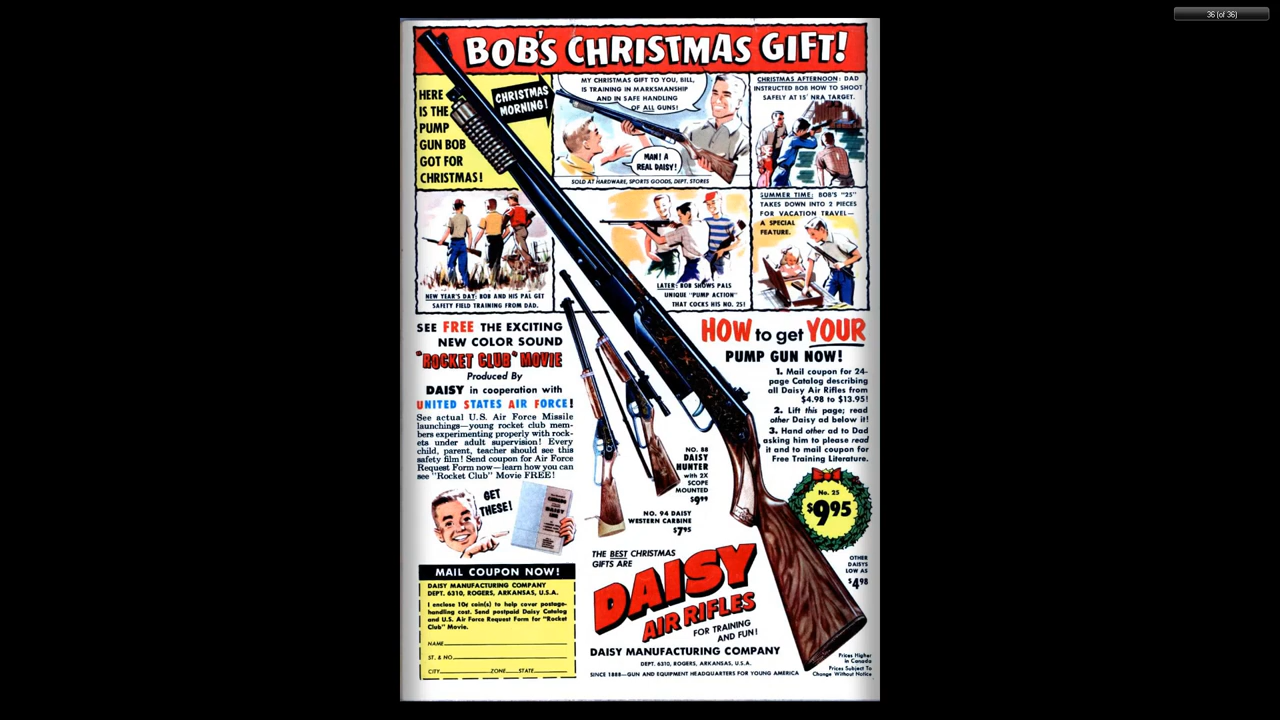 36 (of 36)
BOB'S CHRISTMAS GIFT!
HERE
IS THE
PUMP
GUN BOB
GOT FOR
CHRISTMAS!
CHRISTMAS
MORNING!
MY CHRISTMAS GIFT TO YOU, BILL,
IS TRAINING IN MARKSMANSHIP
AND IN SAFE HANDLING
OF ALL GUNS!
MAN! A
REAL DAISY!
SOLD AT HARDWARE, SPORTS GOODS, DEPT. STORES
CHRISTMAS AFTERNOON: DAD
INSTRUCTED BOB HOW TO SHOOT
SAFELY AT 15' NRA TARGET.
NEW YEAR'S DAY: BOB AND HIS PAL GET
SAFETY FIELD TRAINING FROM DAD.
LATER: BOB SHOWS PALS
UNIQUE "PUMP ACTION"
THAT COCKS HIS NO. 25!
SUMMER TIME: BOB'S "25"
TAKES DOWN INTO 2 PIECES
FOR VACATION TRAVEL—
A SPECIAL
FEATURE.
SEE FREE THE EXCITING
NEW COLOR SOUND
"ROCKET CLUB" MOVIE
Produced By
DAISY in cooperation with
UNITED STATES AIR FORCE!
See actual U.S. Air Force Missile
launchings—young rocket club mem-
bers experimenting properly with rock-
ets under adult supervision! Every
child, parent, teacher should see this
safety film! Send coupon for Air Force
Request Form now—learn how you can
see "Rocket Club" Movie FREE!
GET
THESE!
DAISY
MAIL COUPON NOW!
DAISY MANUFACTURING COMPANY
DEPT. 6310, ROGERS, ARKANSAS, U.S.A.
I enclose 10¢ coin(s) to help cover postage-
handling cost. Send postpaid Daisy Catalog
and U.S. Air Force Request Form for "Rocket
Club" Movie.
NAME
ST. & NO.
CITY ZONE STATE
HOW to get YOUR
PUMP GUN NOW!
1. Mail coupon for 24-
page Catalog describing
all Daisy Air Rifles from
$4.98 to $13.95!
2. Lift this page; read
other Daisy ad below it!
3. Hand other ad to Dad
asking him to please read
it and to mail coupon for
Free Training Literature.
NO. 88
DAISY
HUNTER
with 2X
SCOPE
MOUNTED
$9.99
NO. 94 DAISY
WESTERN CARBINE
$7.95
No. 25
$9.95
OTHER
DAISYS
LOW AS
$4.98
THE BEST CHRISTMAS
GIFTS ARE
DAISY
AIR RIFLES
FOR TRAINING
AND FUN!
DAISY MANUFACTURING COMPANY
DEPT. 6310, ROGERS, ARKANSAS, U.S.A.
SINCE 1888—GUN AND EQUIPMENT HEADQUARTERS FOR YOUNG AMERICA
Prices Higher
in Canada
Prices Subject To
Change Without Notice